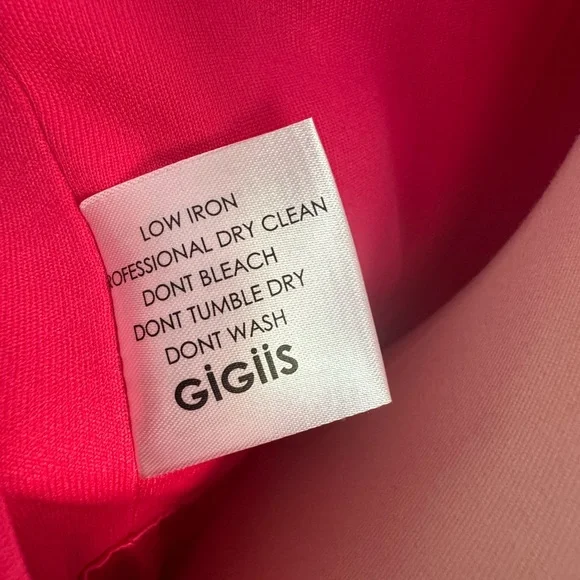 LOW IRON
ROFESSIONAL DRY CLEAN
DONT BLEACH
DONT TUMBLE DRY
DONT WASH
GiGiiS